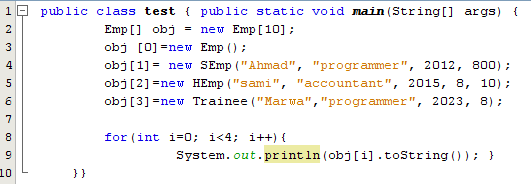 1 public class test { public static void main(String[] args) {
2 Emp[] obj = new Emp[10];
3 obj [0]=new Emp();
4 obj[1]= new SEmp("Ahmad", "programmer", 2012, 800);
5 obj[2]=new HEmp("sami", "accountant", 2015, 8, 10);
6 obj[3]=new Trainee("Marwa","programmer", 2023, 8);
7
8 for(int i=0; i<4; i++){
9 System.out.println(obj[i].toString()); }
10 }}